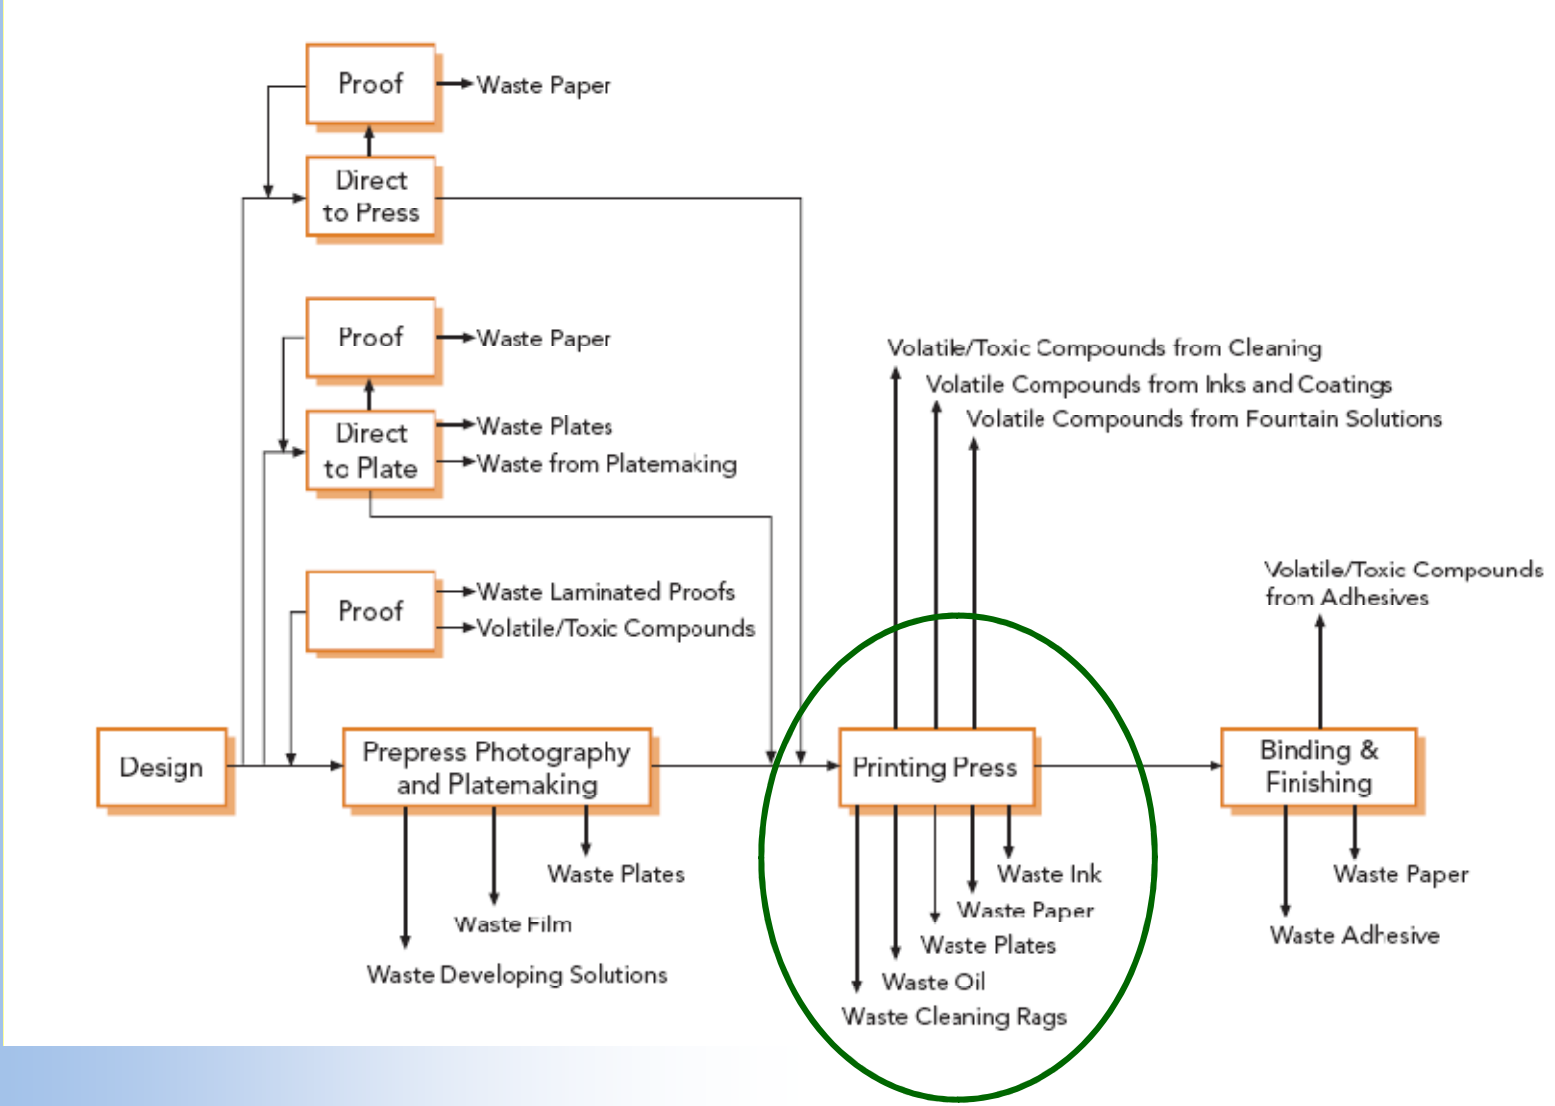 Proof
Waste Paper
Direct
to Press
Proof
Waste Paper
Direct
to Plate
Waste Plates
Waste from Platemaking
Proof
Waste Laminated Proofs
Volatile/Toxic Compounds
Design
Prepress Photography
and Platemaking
Waste Plates
Waste Film
Waste Developing Solutions
Volatile/Toxic Compounds from Cleaning
Volatile Compounds from Inks and Coatings
Volatile Compounds from Fountain Solutions
Printing Press
Waste Ink
Waste Paper
Waste Plates
Waste Oil
Waste Cleaning Rags
Volatile/Toxic Compounds
from Adhesives
Binding &
Finishing
Waste Paper
Waste Adhesive